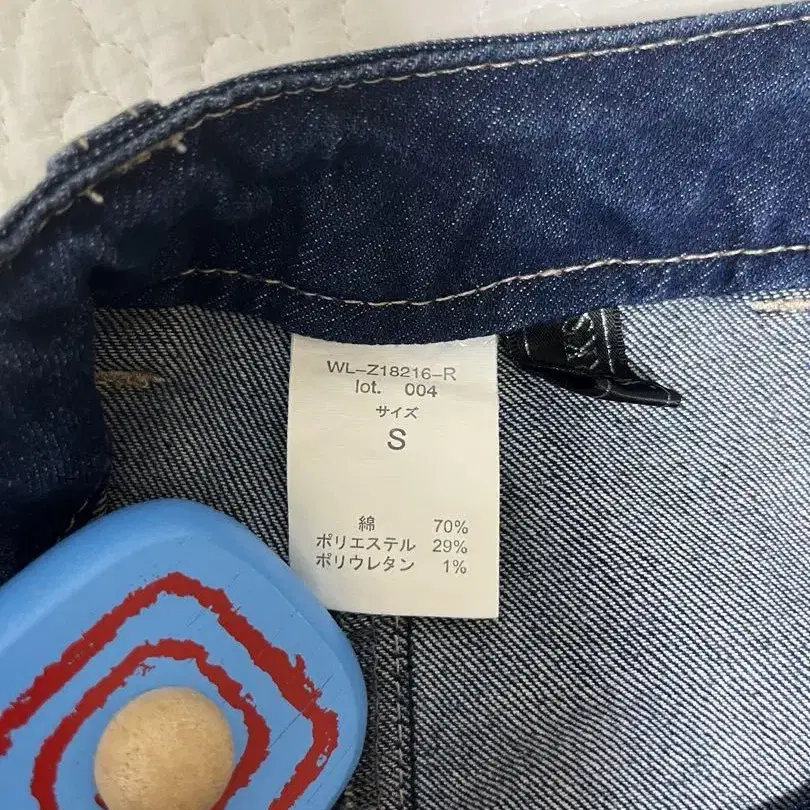 WL-Z18216-R
lot. 004
サイズ
S
綿 70%
ポリエステル 29%
ポリウレタン 1%